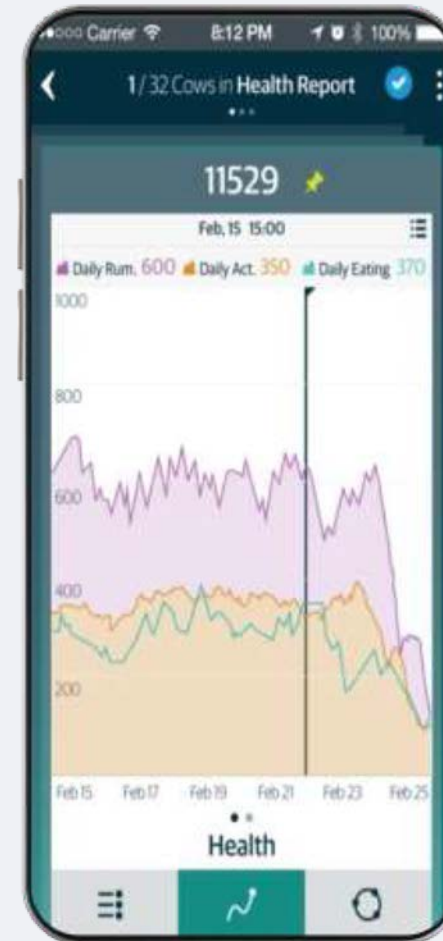 Carrier 8:12 PM 100%
1/32 Cows in Health Report
11529
Feb, 15 15:00
Daily Rum. 600 Daily Act. 350 Daily Eating 370
1000
800
600
400
200
Feb 15 Feb 17 Feb 19 Feb 21 Feb 23 Feb 25
Health